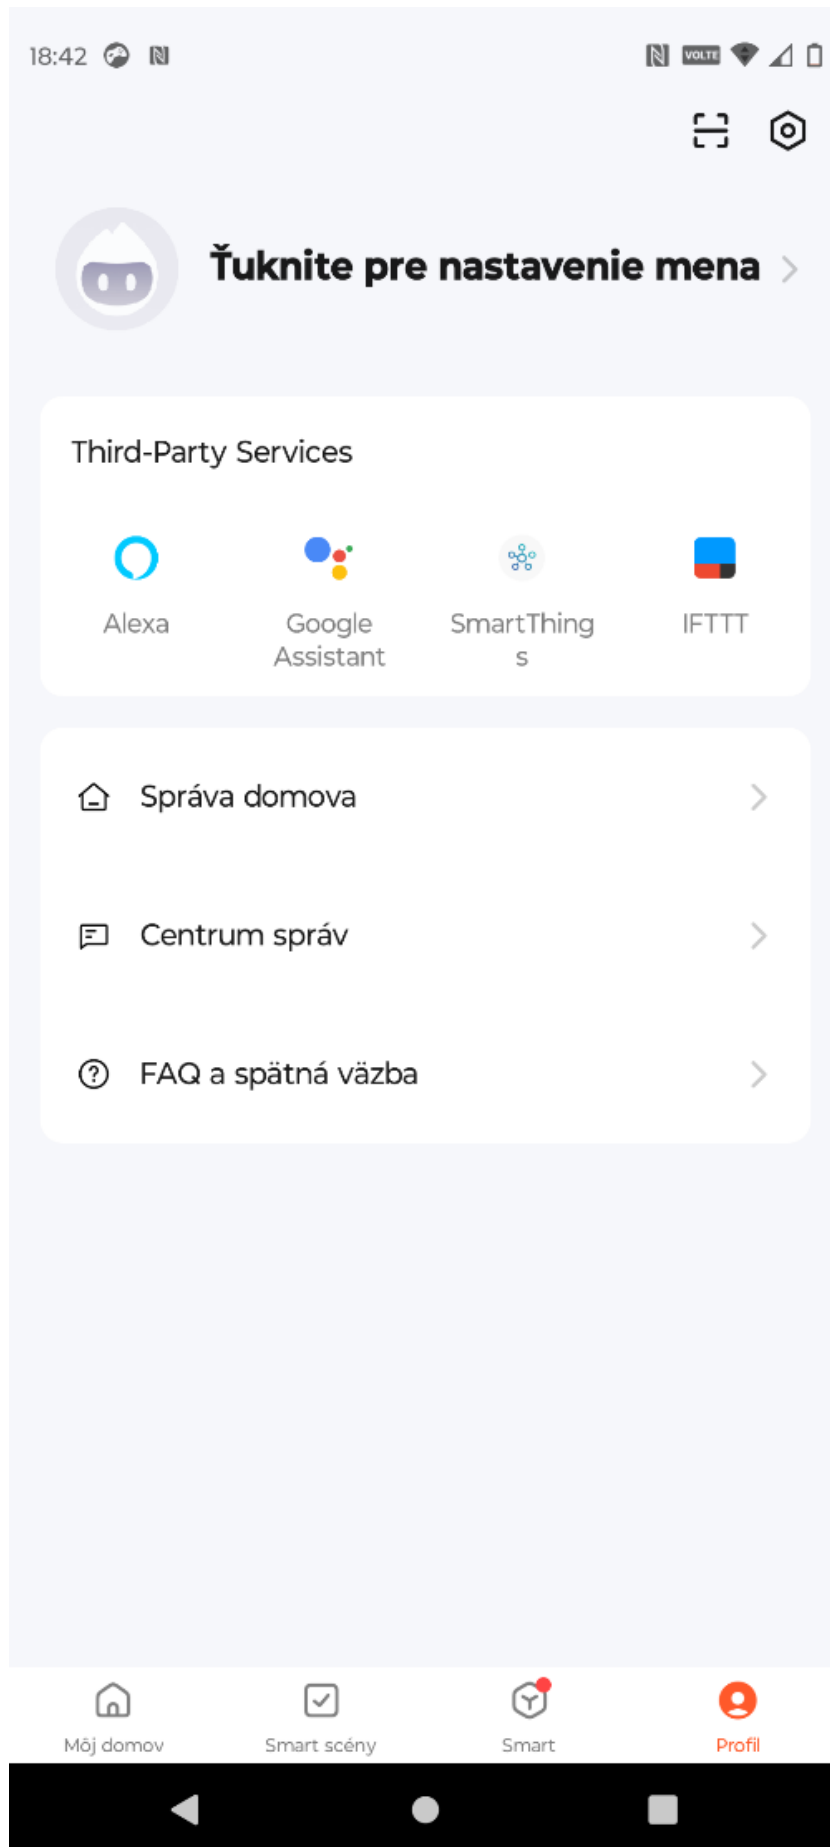 18:42
VOLTE
Ťuknite pre nastavenie mena
Third-Party Services
Alexa
Google
Assistant
SmartThing
s
IFTTT
Správa domova
Centrum správ
FAQ a spätná väzba
Môj domov
Smart scény
Smart
Profil